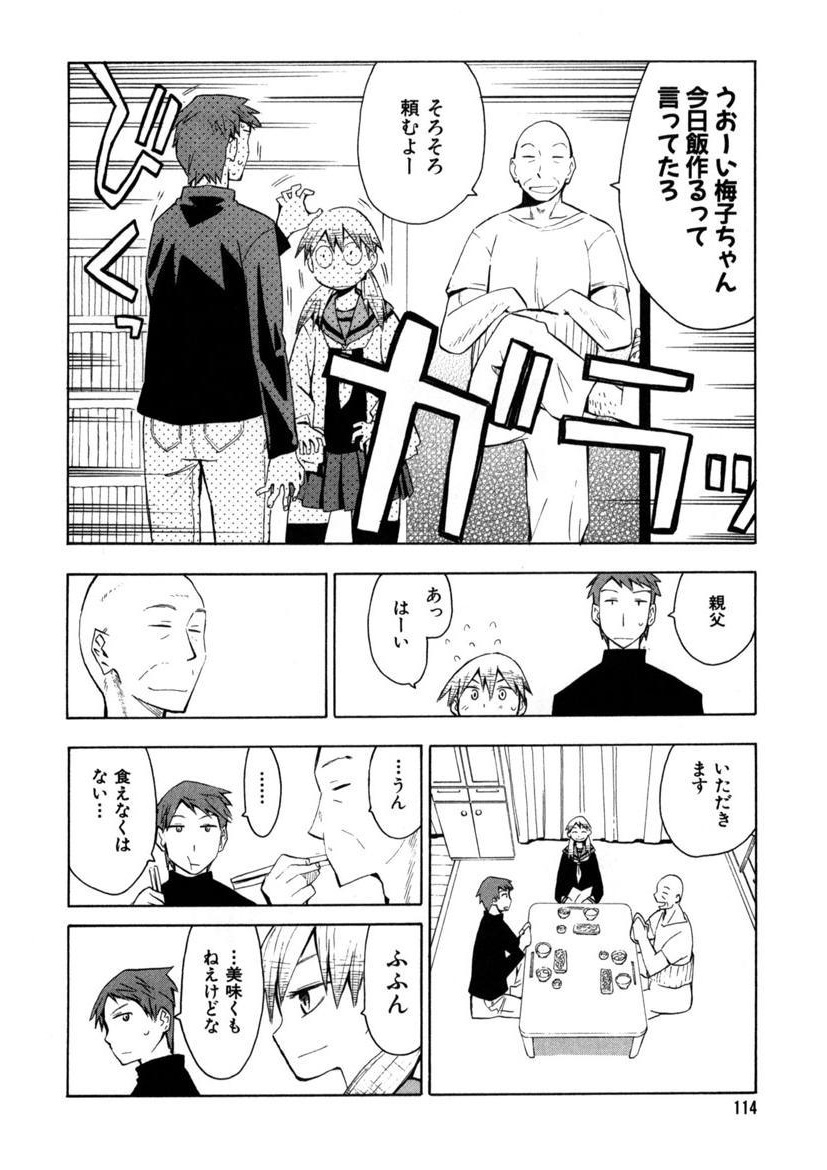 うおーい梅子ちゃん
今日飯作るって
言ってたろ
そろそろ
頼むよー
ガラッ
びくっ
親父
あっ
はーい
いただき
ます
…うん
……
食えなくは
ない…
ふふん
…美味くも
ねえけどな
114